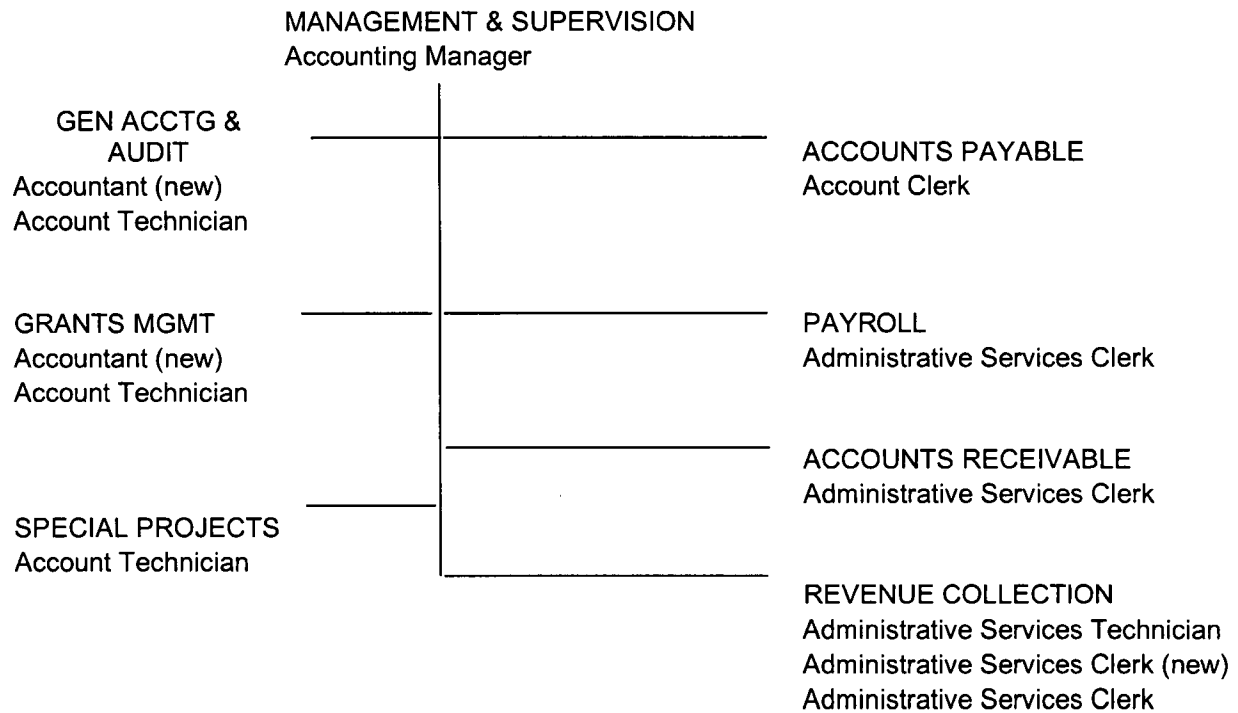 MANAGEMENT & SUPERVISION
Accounting Manager
GEN ACCTG &
AUDIT
Accountant (new)
Account Technician
ACCOUNTS PAYABLE
Account Clerk
GRANTS MGMT
Accountant (new)
Account Technician
PAYROLL
Administrative Services Clerk
ACCOUNTS RECEIVABLE
Administrative Services Clerk
SPECIAL PROJECTS
Account Technician
REVENUE COLLECTION
Administrative Services Technician
Administrative Services Clerk (new)
Administrative Services Clerk